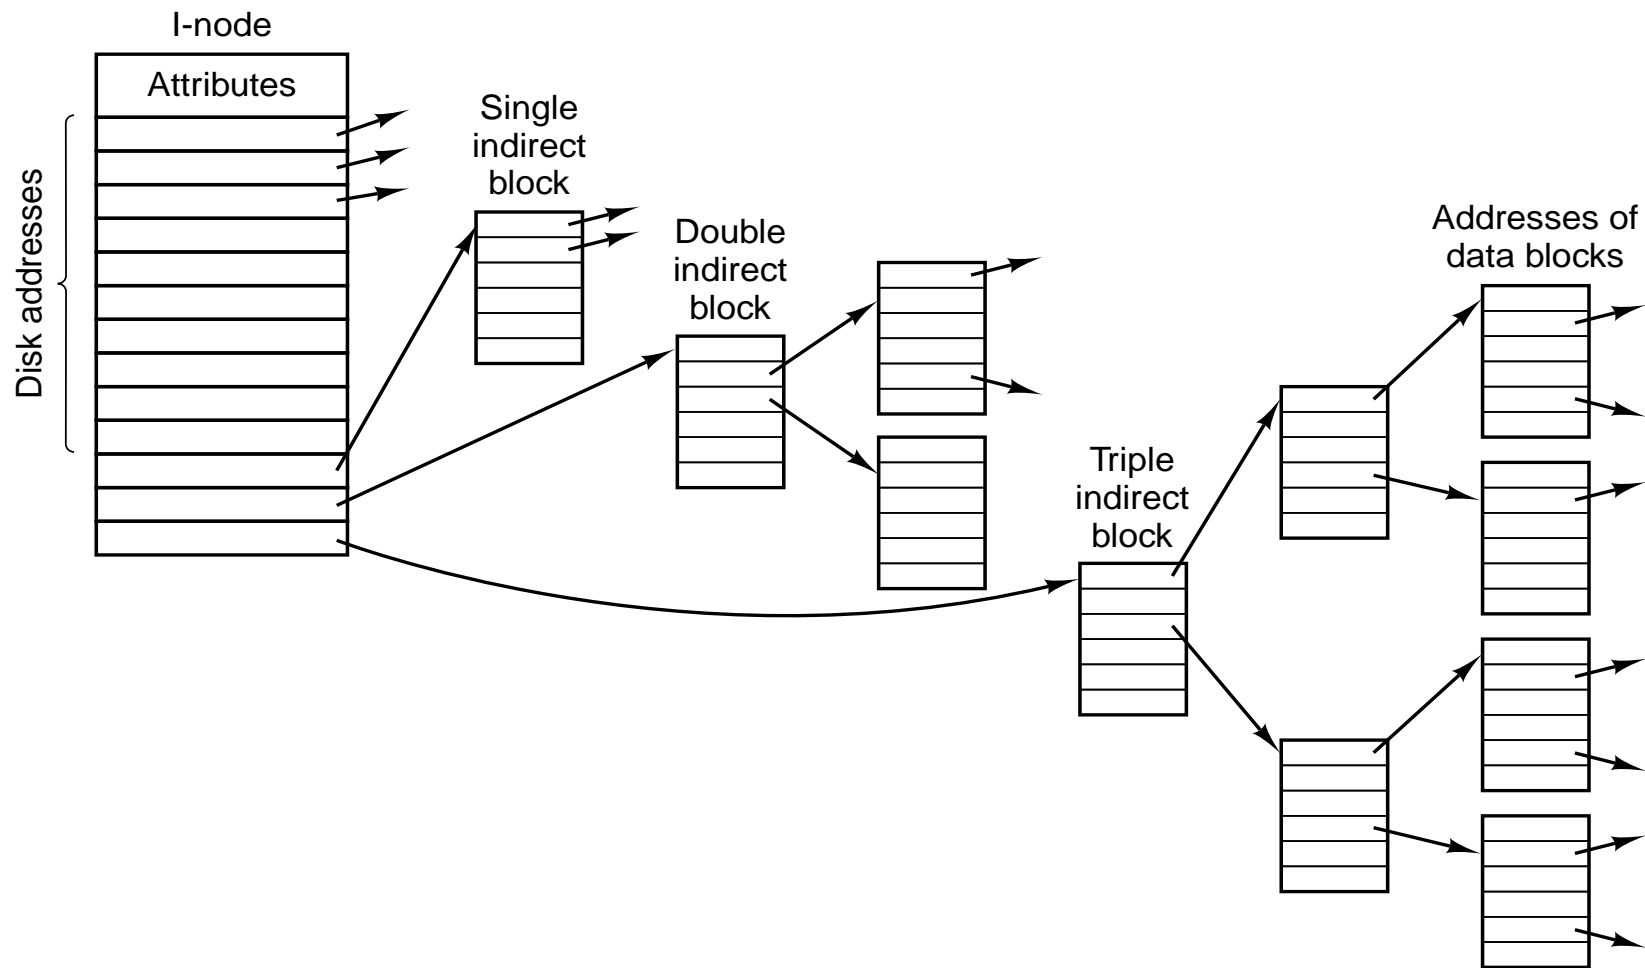 I-node
Attributes
Disk addresses
Single
indirect
block
Double
indirect
block
Triple
indirect
block
Addresses of
data blocks